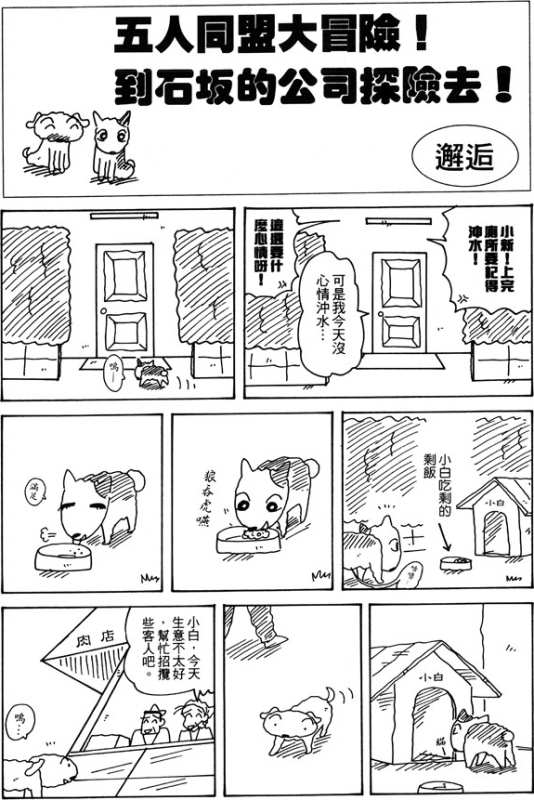 五人同盟大冒險！
到石坂的公司探險去！
邂逅
小新！上完
廁所要記得
沖水！
可是我今天沒
心情沖水…
這還要什
麼心情呀！
嗚—
小白吃剩的
剩飯
小白
狼吞虎嚥
滿足
小白
肉店
小白，今天
生意不太好
，幫忙招攬
些客人吧。
嗚…